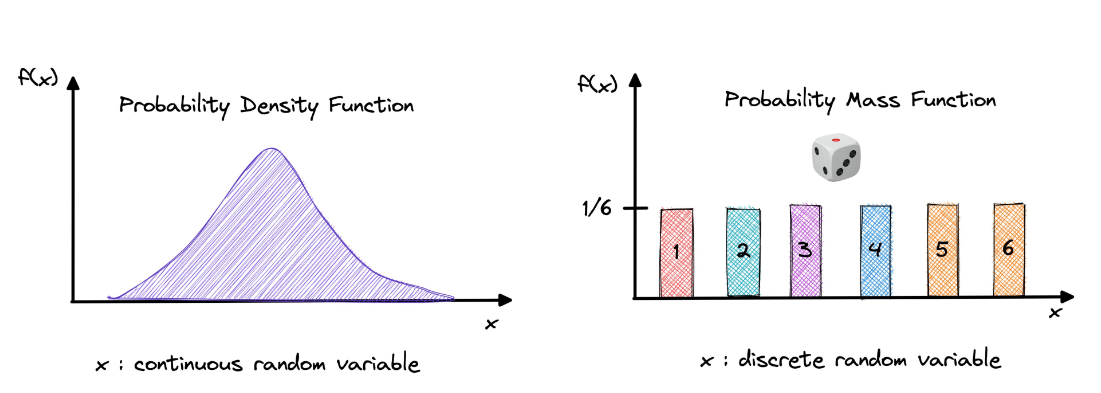 f(x)
Probability Density Function
x
x : continuous random variable
f(x)
Probability Mass Function
1/6
1
2
3
4
5
6
x
x : discrete random variable